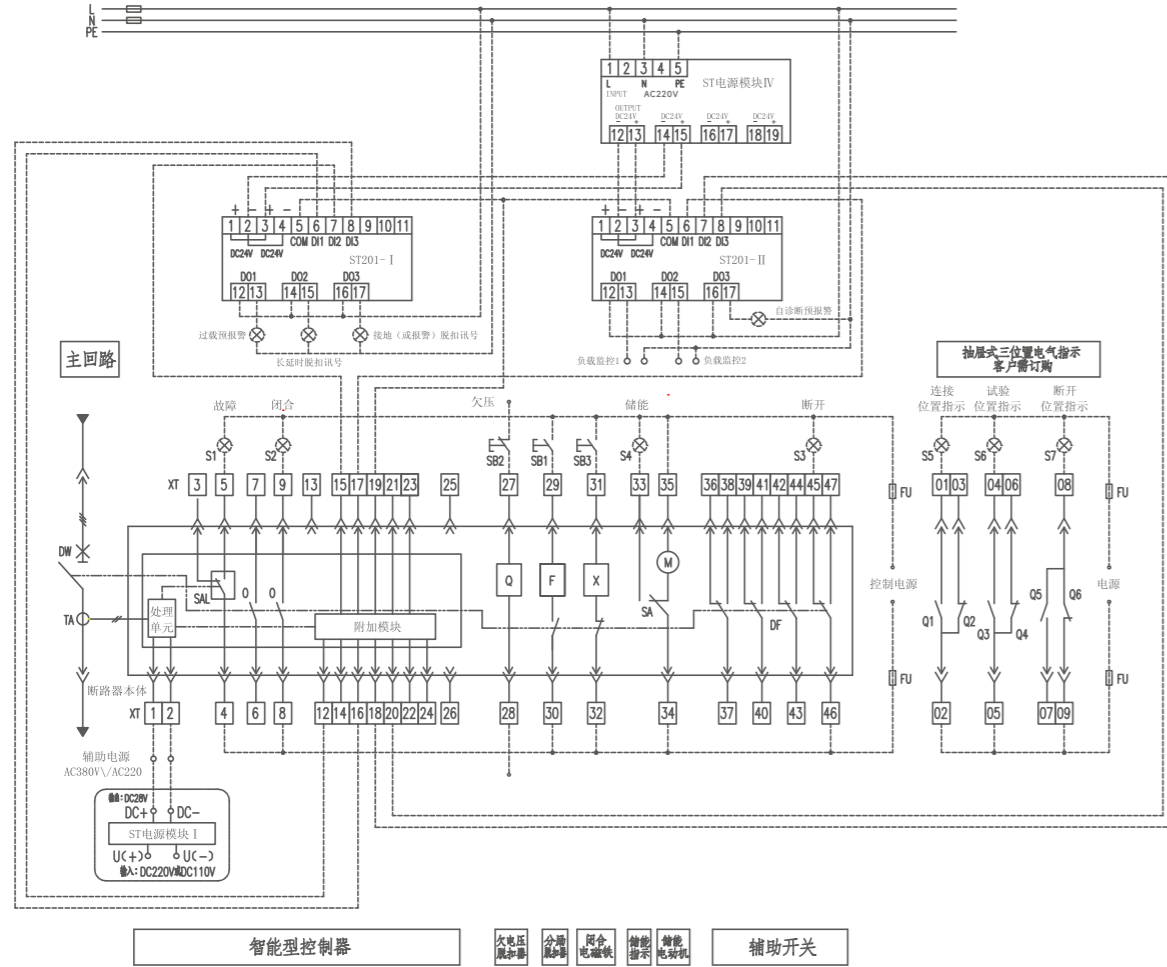 L
N
PE
1 2 3 4 5
L N PE
INPUT AC220V
ST电源模块Ⅳ
OUTPUT
DC24V DC24V DC24V DC24V
- + - + - + - +
12 13 14 15 16 17 18 19
+ - + -
1 2 3 4 5 6 7 8 9 10 11
COM DI1 DI2 DI3
DC24V DC24V
ST201-Ⅰ
DO1 DO2 DO3
12 13 14 15 16 17
过载预报警
长延时脱扣讯号
接地（或报警）脱扣讯号
+ - + -
1 2 3 4 5 6 7 8 9 10 11
COM DI1 DI2 DI3
DC24V DC24V
ST201-Ⅱ
DO1 DO2 DO3
12 13 14 15 16 17
自诊断预报警
负载监控1
负载监控2
主回路
抽屉式三位置电气指示
客户需订购
故障 闭合 欠压 储能 断开
连接
位置指示
试验
位置指示
断开
位置指示
S1 S2 SB2 SB1 SB3 S4 S3 S5 S6 S7
XT 3 5 7 9 13 15 17 19 21 23 25 27 29 31 33 35 36 38 39 41 42 44 45 47
01 03 04 06 08
FU FU
DW
TA
SAL
O O
处理
单元
附加模块
Q F X
M
SA
DF
控制电源
电源
Q1 Q2 Q3 Q4 Q5 Q6
断路器本体
XT 1 2 4 6 8 12 14 16 18 20 22 24 26 28 30 32 34 37 40 43 46
02 05 07 09
FU FU
辅助电源
AC380V\/AC220
输出:DC28V
DC+ DC-
ST电源模块Ⅰ
U(+) U(-)
输入:DC220V或DC110V
智能型控制器
欠电压
脱扣器
分励
脱扣器
闭合
电磁铁
储能
指示
储能
电动机
辅助开关